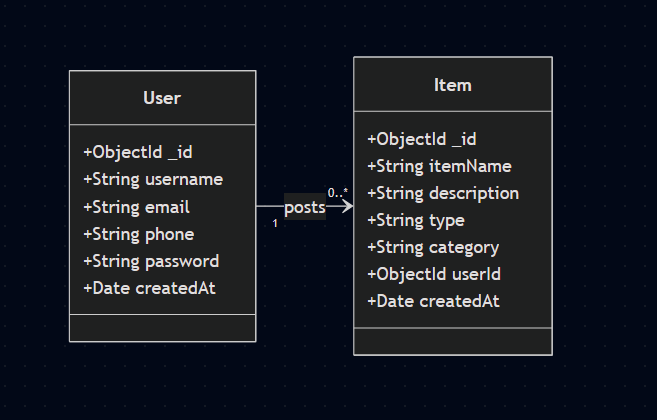 User
+ObjectId _id
+String username
+String email
+String phone
+String password
+Date createdAt
1
posts
0..*
Item
+ObjectId _id
+String itemName
+String description
+String type
+String category
+ObjectId userId
+Date createdAt